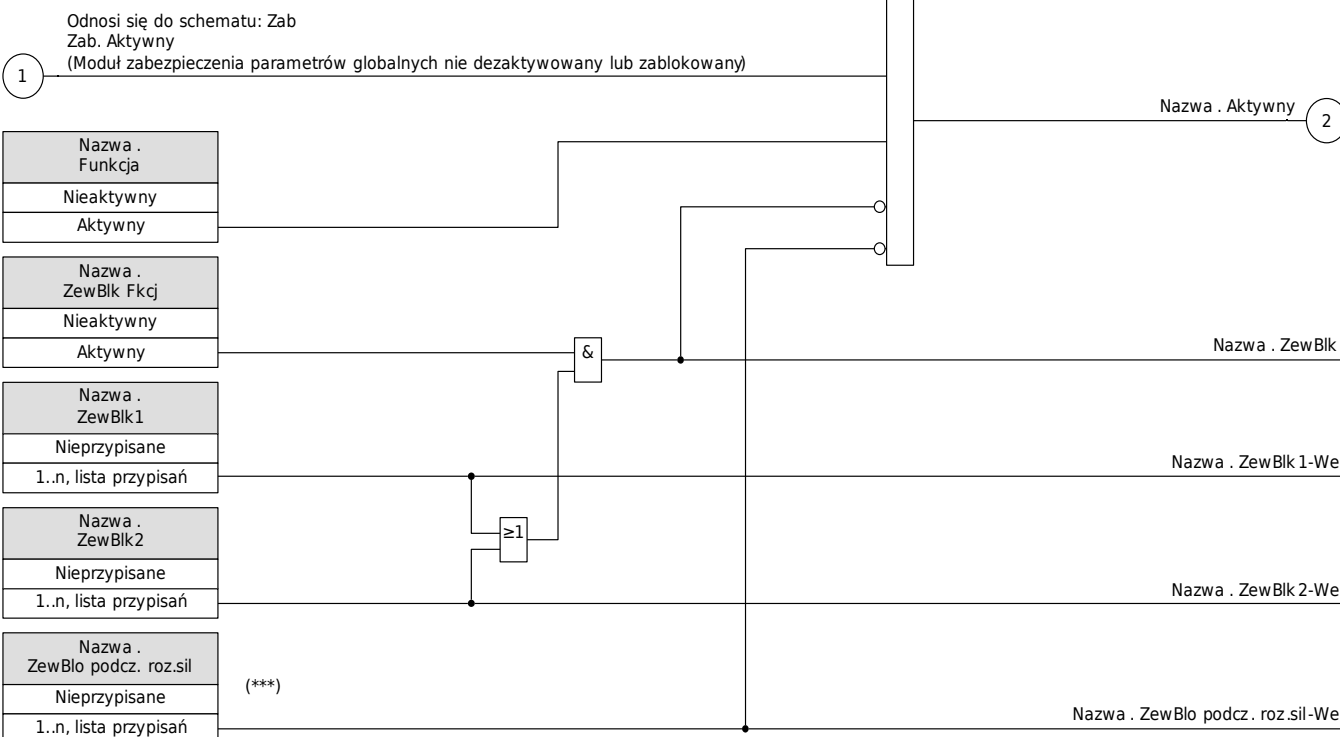 Odnosi się do schematu: Zab
Zab. Aktywny
(Moduł zabezpieczenia parametrów globalnych nie dezaktywowany lub zablokowany)
1
Nazwa . Aktywny
2
Nazwa .
Funkcja
Nieaktywny
Aktywny
Nazwa .
ZewBlk Fkcj
Nieaktywny
Aktywny
&
Nazwa . ZewBlk
Nazwa .
ZewBlk1
Nieprzypisane
1..n, lista przypisań
Nazwa . ZewBlk 1-We
≥1
Nazwa .
ZewBlk2
Nieprzypisane
1..n, lista przypisań
Nazwa . ZewBlk 2-We
Nazwa .
ZewBlo podcz. roz.sil
Nieprzypisane
1..n, lista przypisań
(***)
Nazwa . ZewBlo podcz. roz.sil-We